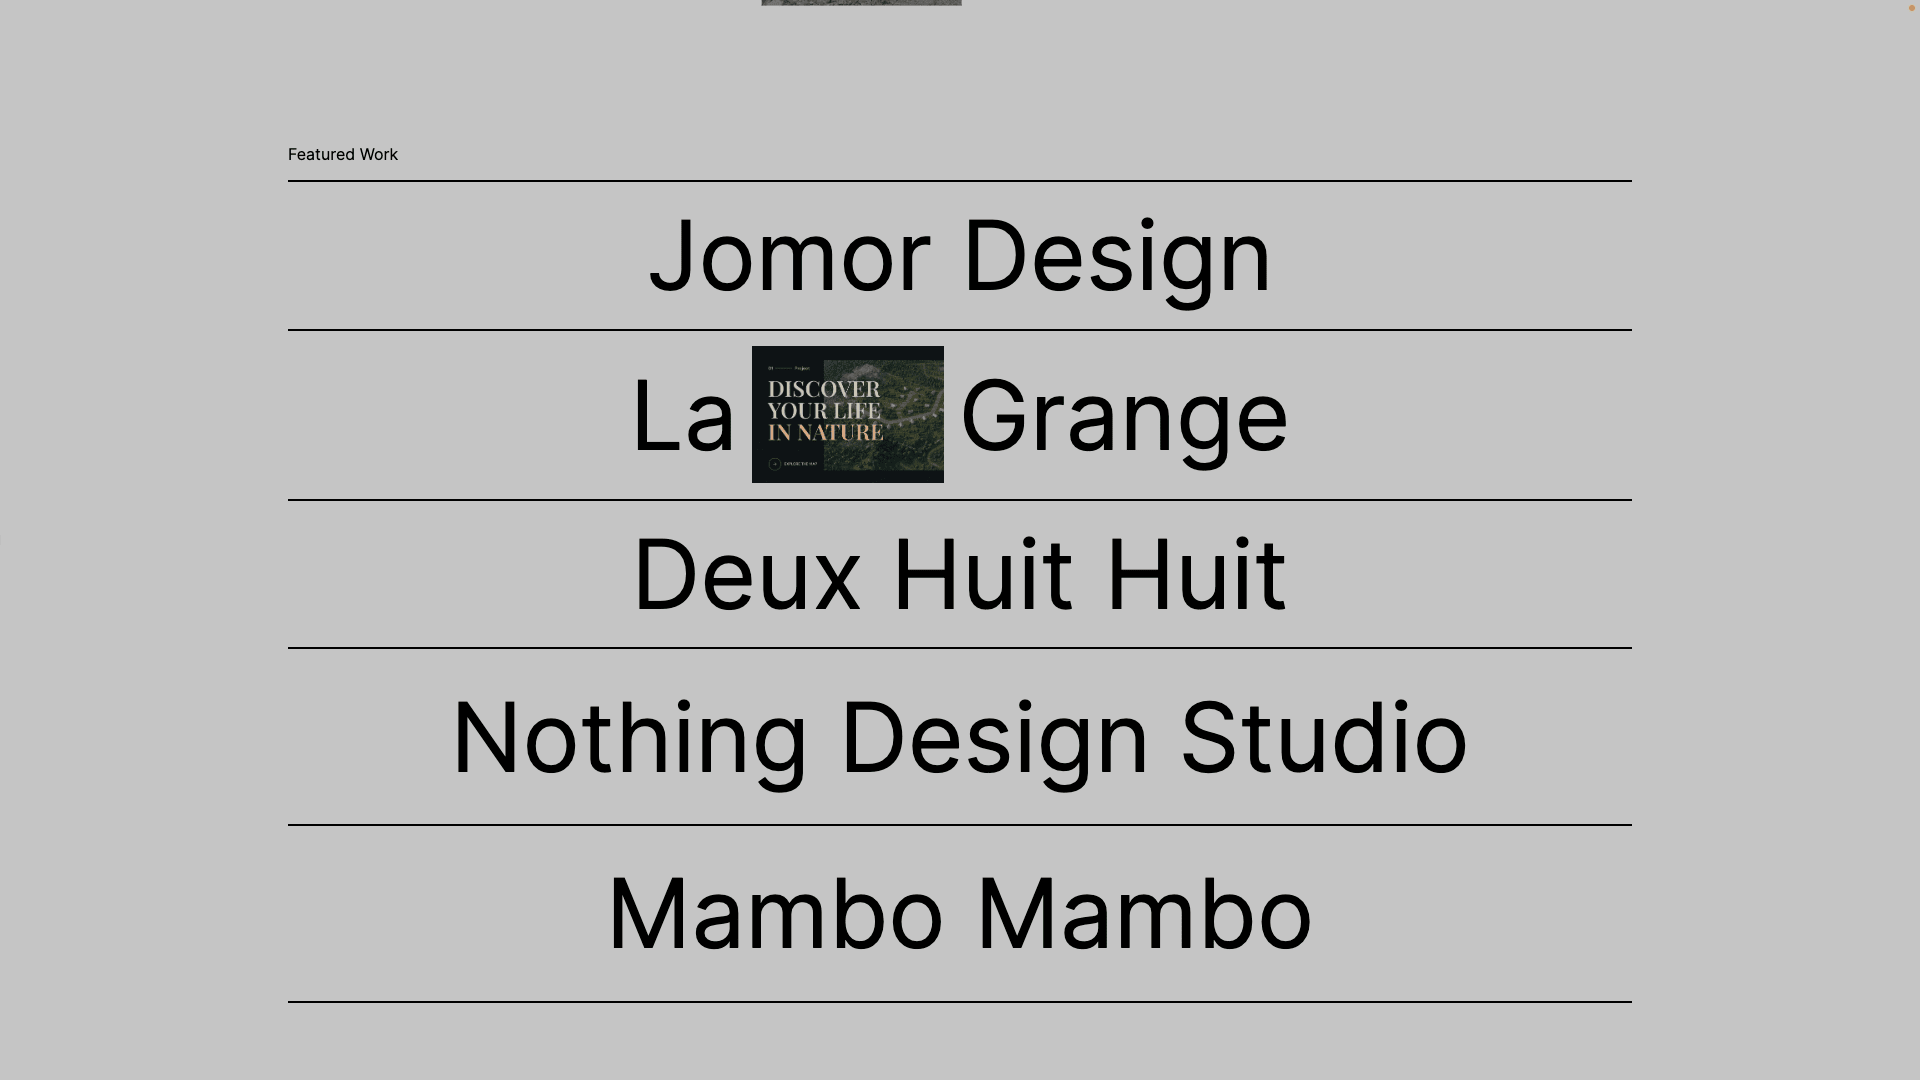 Featured Work
Jomor Design
La Grange
DISCOVER
YOUR LIFE
IN NATURE
Deux Huit Huit
Nothing Design Studio
Mambo Mambo